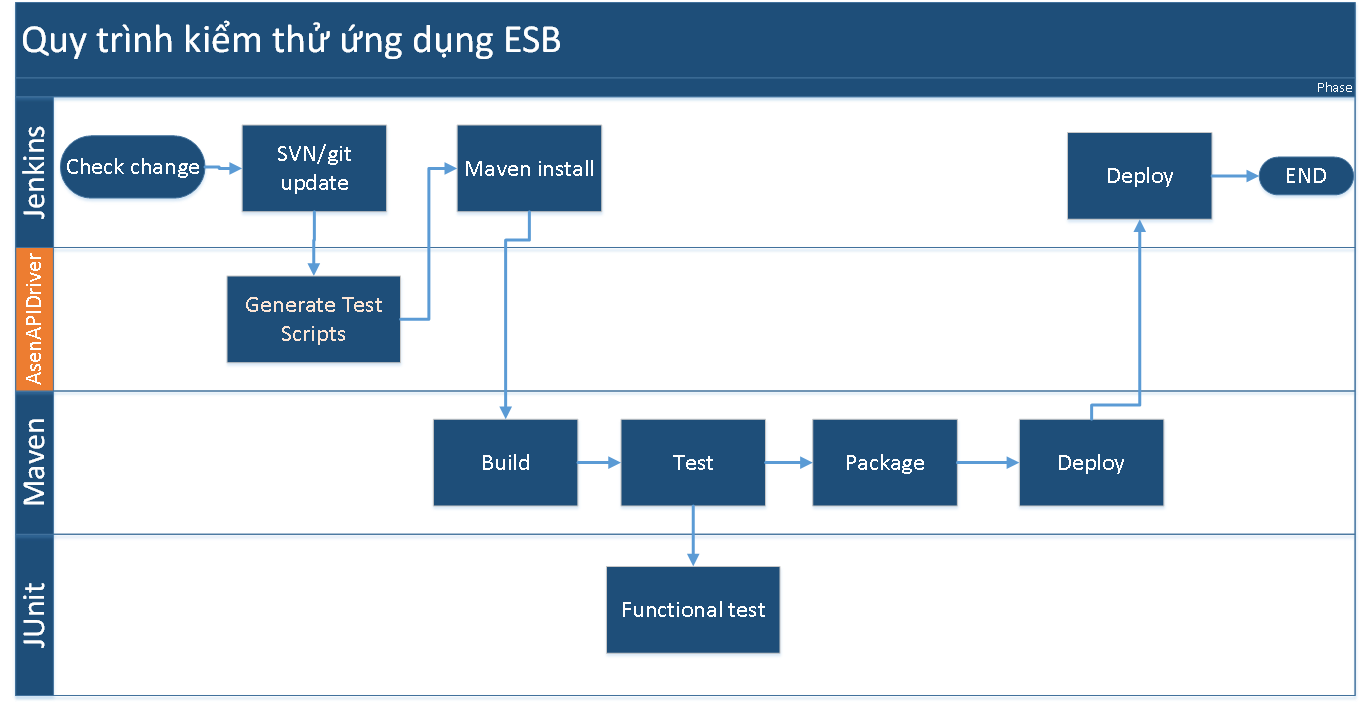 Quy trình kiểm thử ứng dụng ESB
Phase
Jenkins
Check change
SVN/git
update
Maven install
Deploy
END
AsenAPIDriver
Generate Test
Scripts
Maven
Build
Test
Package
Deploy
JUnit
Functional test